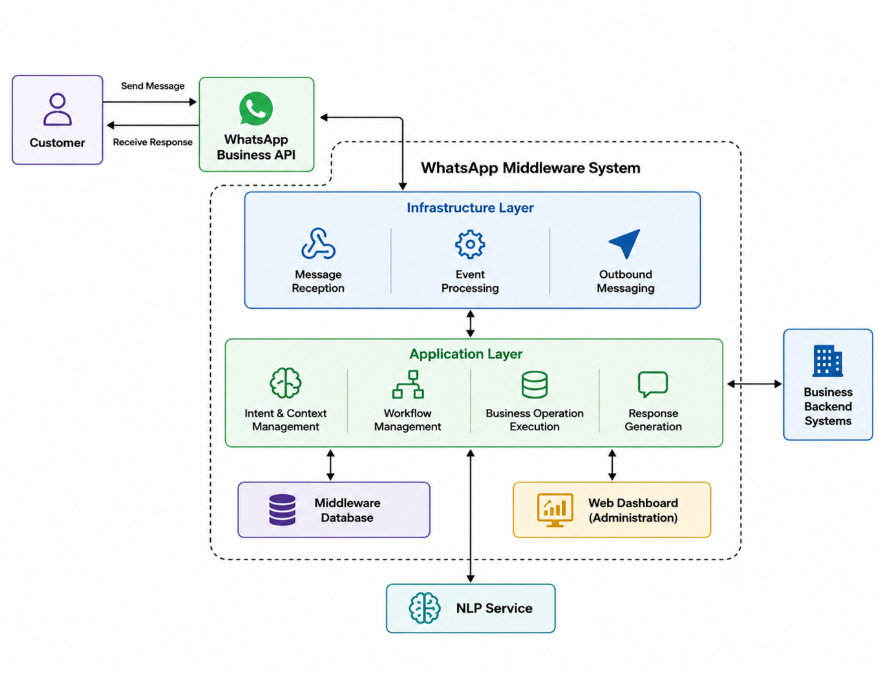 Send Message
Receive Response
Customer
WhatsApp
Business API
WhatsApp Middleware System
Infrastructure Layer
Message
Reception
Event
Processing
Outbound
Messaging
Application Layer
Intent & Context
Management
Workflow
Management
Business Operation
Execution
Response
Generation
Business
Backend
Systems
Middleware
Database
Web Dashboard
(Administration)
NLP Service